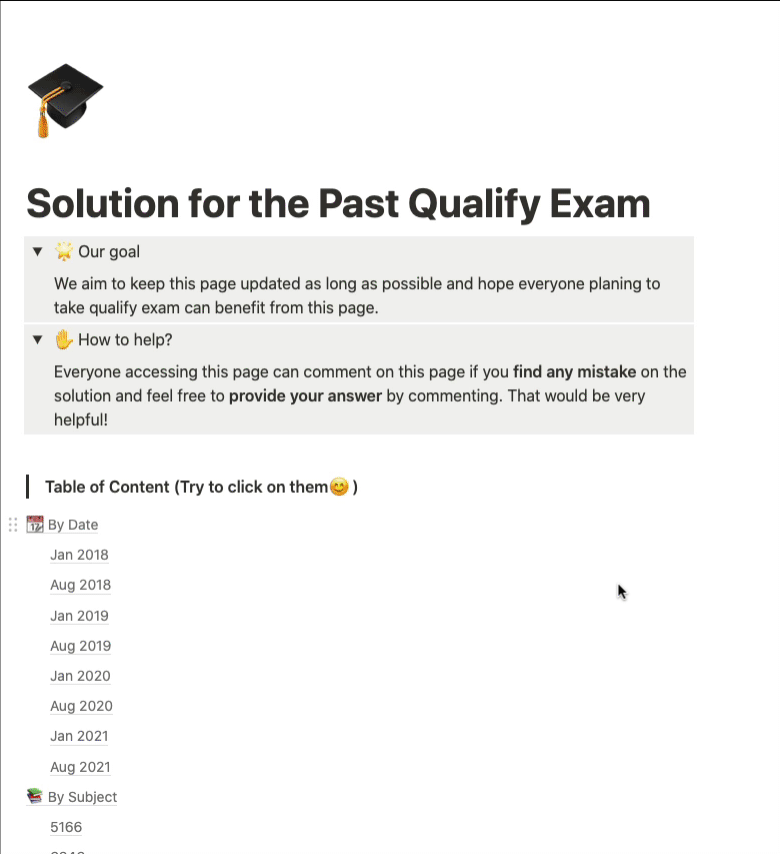 Solution for the Past Qualify Exam
Our goal
We aim to keep this page updated as long as possible and hope everyone planing to
take qualify exam can benefit from this page.
How to help?
Everyone accessing this page can comment on this page if you find any mistake on the
solution and feel free to provide your answer by commenting. That would be very
helpful!
Table of Content (Try to click on them😊 )
By Date
Jan 2018
Aug 2018
Jan 2019
Aug 2019
Jan 2020
Aug 2020
Jan 2021
Aug 2021
By Subject
5166